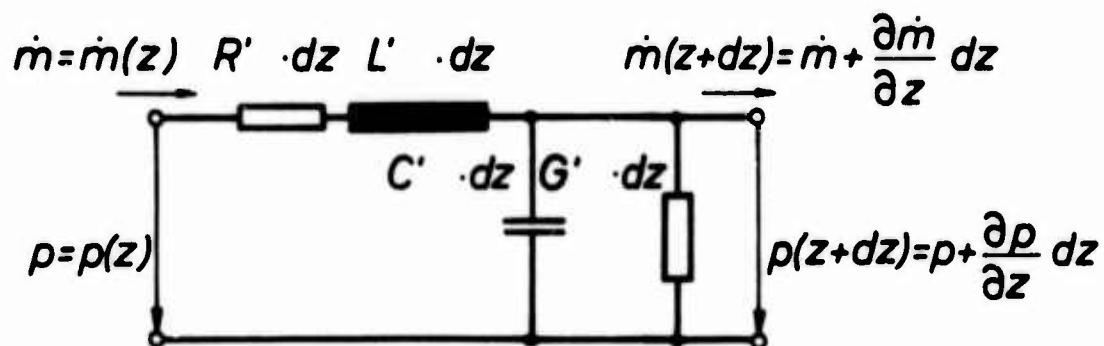 ṁ=ṁ(z) R' ·dz L' ·dz ṁ(z+dz)=ṁ+ ∂ṁ/∂z dz
C' ·dz G' ·dz
p=p(z) p(z+dz)=p+ ∂p/∂z dz